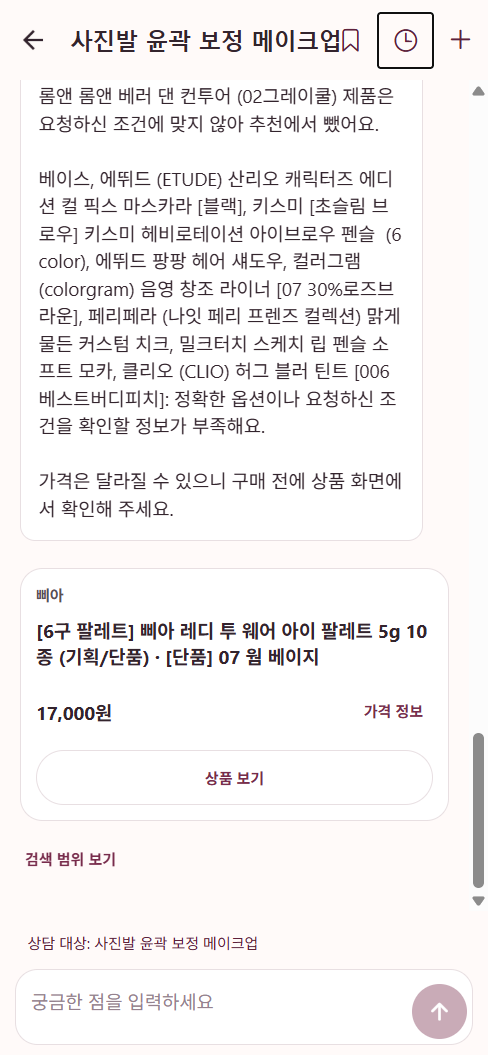 사진발 윤곽 보정 메이크업
롬앤 롬앤 베러 댄 컨투어 (02그레이쿨) 제품은
요청하신 조건에 맞지 않아 추천에서 뺐어요.
베이스, 에뛰드 (ETUDE) 산리오 캐릭터즈 에디
션 컬 픽스 마스카라 [블랙], 키스미 [초슬림 브
로우] 키스미 헤비로테이션 아이브로우 펜슬  (6
color), 에뛰드 팡팡 헤어 섀도우, 컬러그램
(colorgram) 음영 창조 라이너 [07 30%로즈브
라운], 페리페라 (나잇 페리 프렌즈 컬렉션) 맑게
물든 커스텀 치크, 밀크터치 스케치 립 펜슬 소
프트 모카, 클리오 (CLIO) 허그 블러 틴트 [006
베스트버디피치]: 정확한 옵션이나 요청하신 조
건을 확인할 정보가 부족해요.
가격은 달라질 수 있으니 구매 전에 상품 화면에
서 확인해 주세요.
삐아
[6구 팔레트] 삐아 레디 투 웨어 아이 팔레트 5g 10
종 (기획/단품) · [단품] 07 웜 베이지
17,000원
가격 정보
상품 보기
검색 범위 보기
상담 대상: 사진발 윤곽 보정 메이크업
궁금한 점을 입력하세요